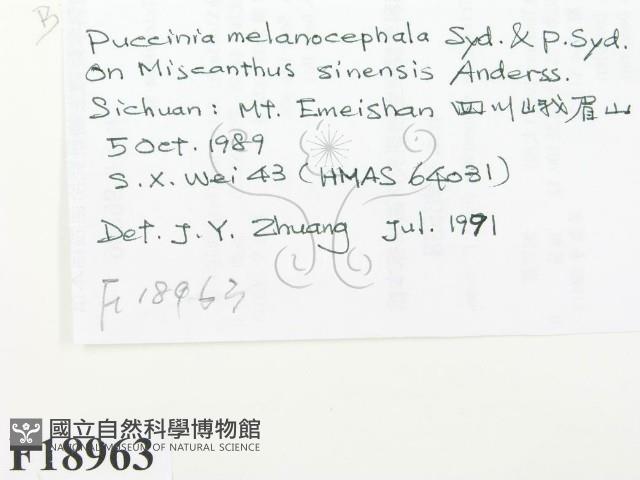 B
Puccinia melanocephala Syd. & P. Syd.
on Miscanthus sinensis Anderss.
Sichuan: Mt. Emeishan 四川峨眉山
5 Oct. 1989
S. X. Wei 43 (HMAS 64031)
Det. J. Y. Zhuang Jul. 1991
F18963
國立自然科學博物館
NATIONAL MUSEUM OF NATURAL SCIENCE
F18963